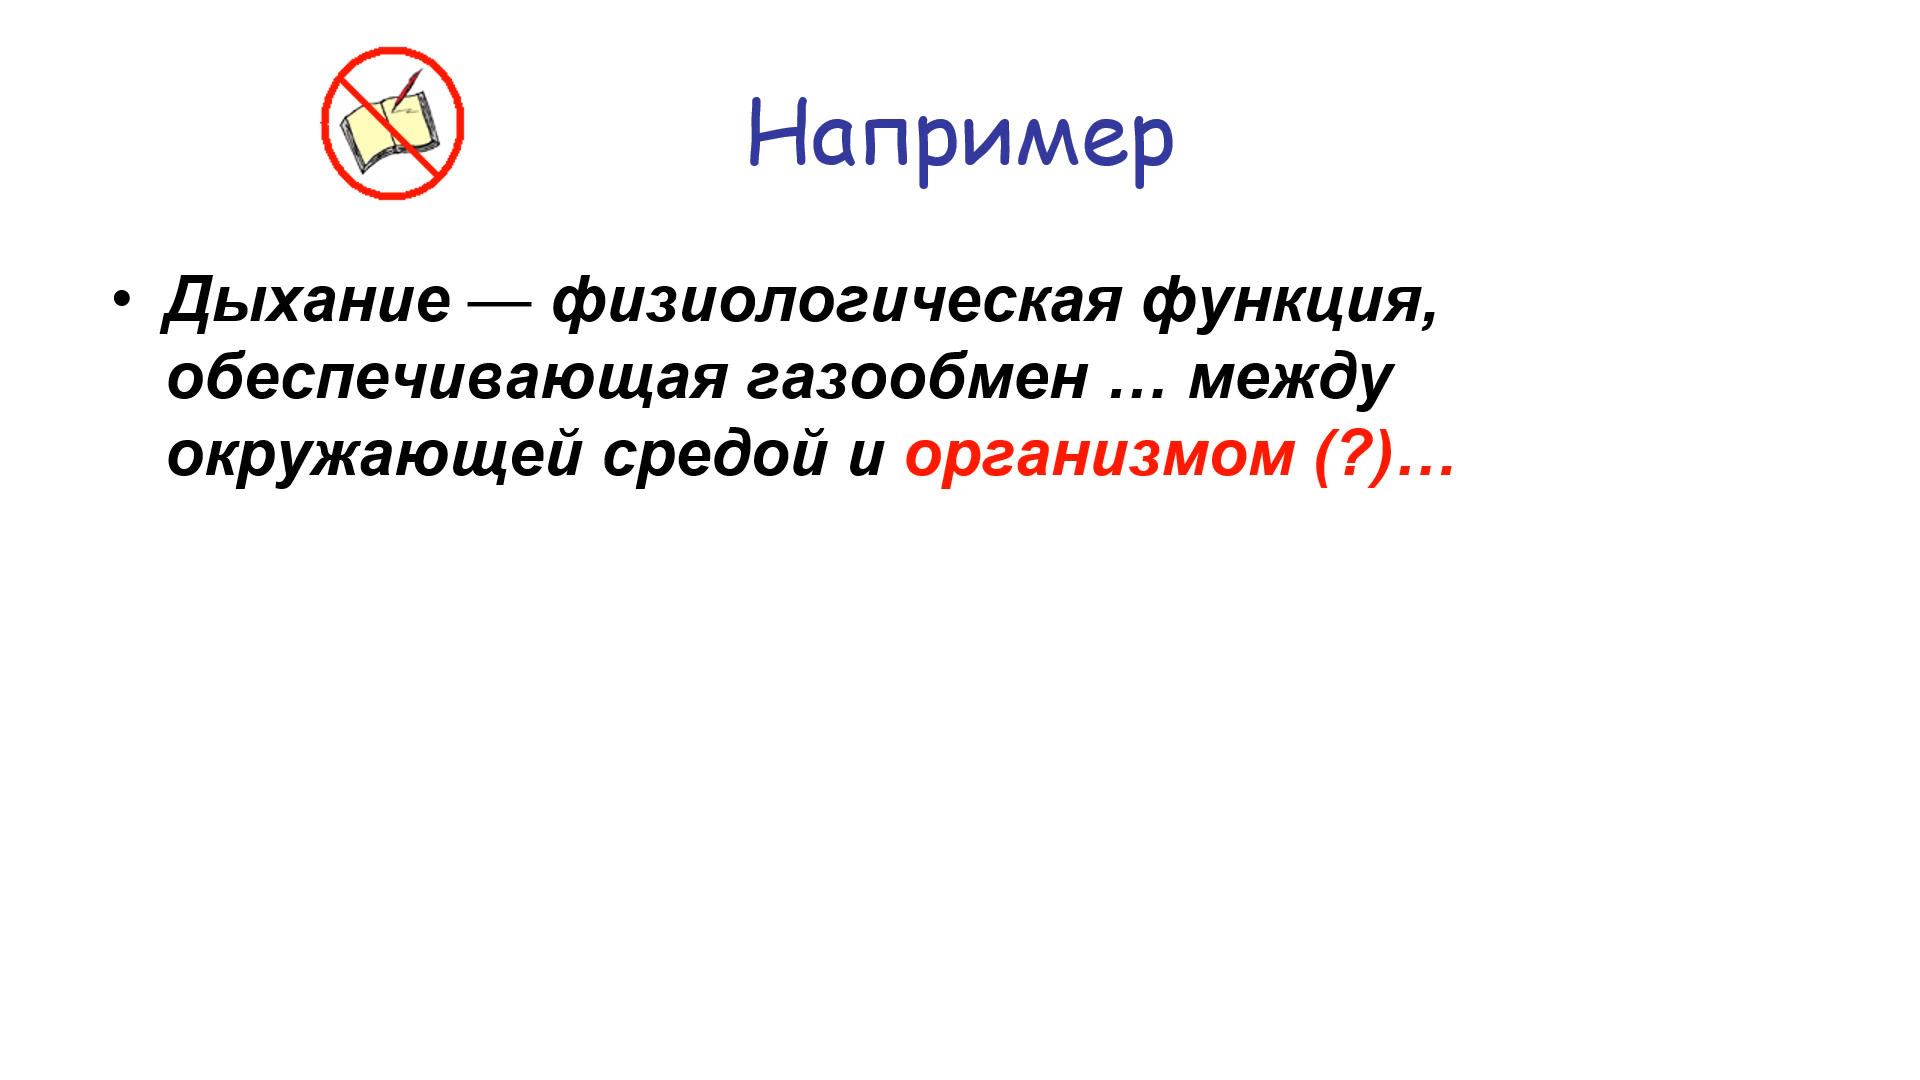 Например
• Дыхание — физиологическая функция,
обеспечивающая газообмен … между
окружающей средой и организмом (?)…